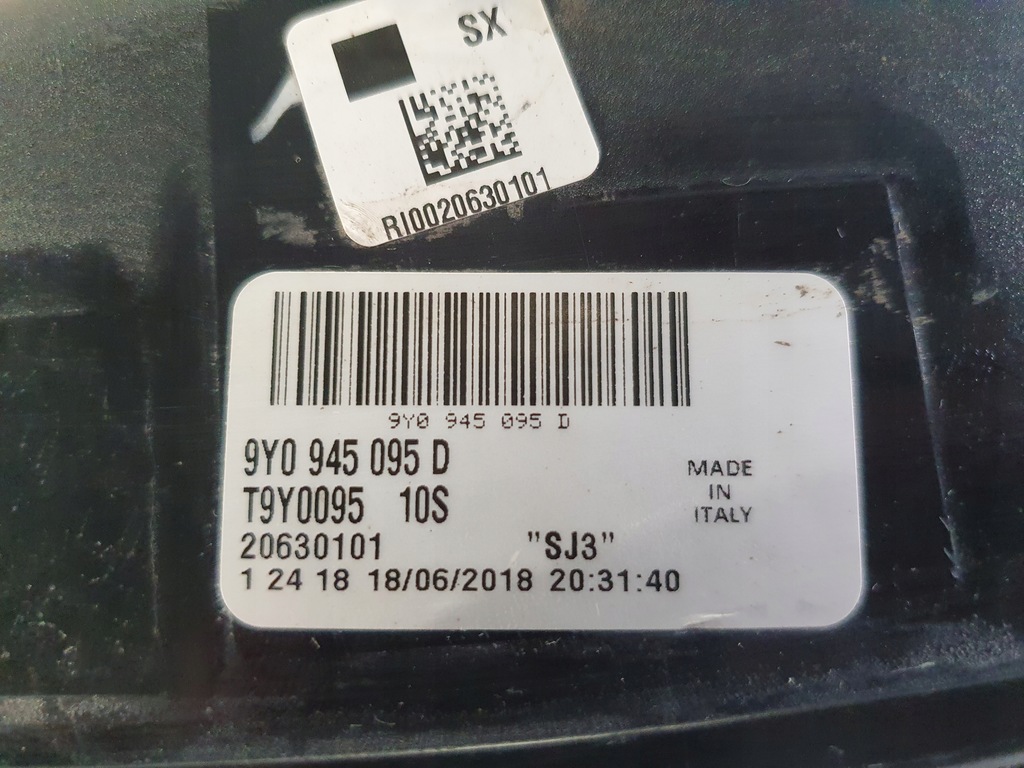 SX
RI0020630101
9Y0 945 095 D
9Y0 945 095 D
T9Y0095 10S
20630101 "SJ3"
1 24 18 18/06/2018 20:31:40
MADE
IN
ITALY